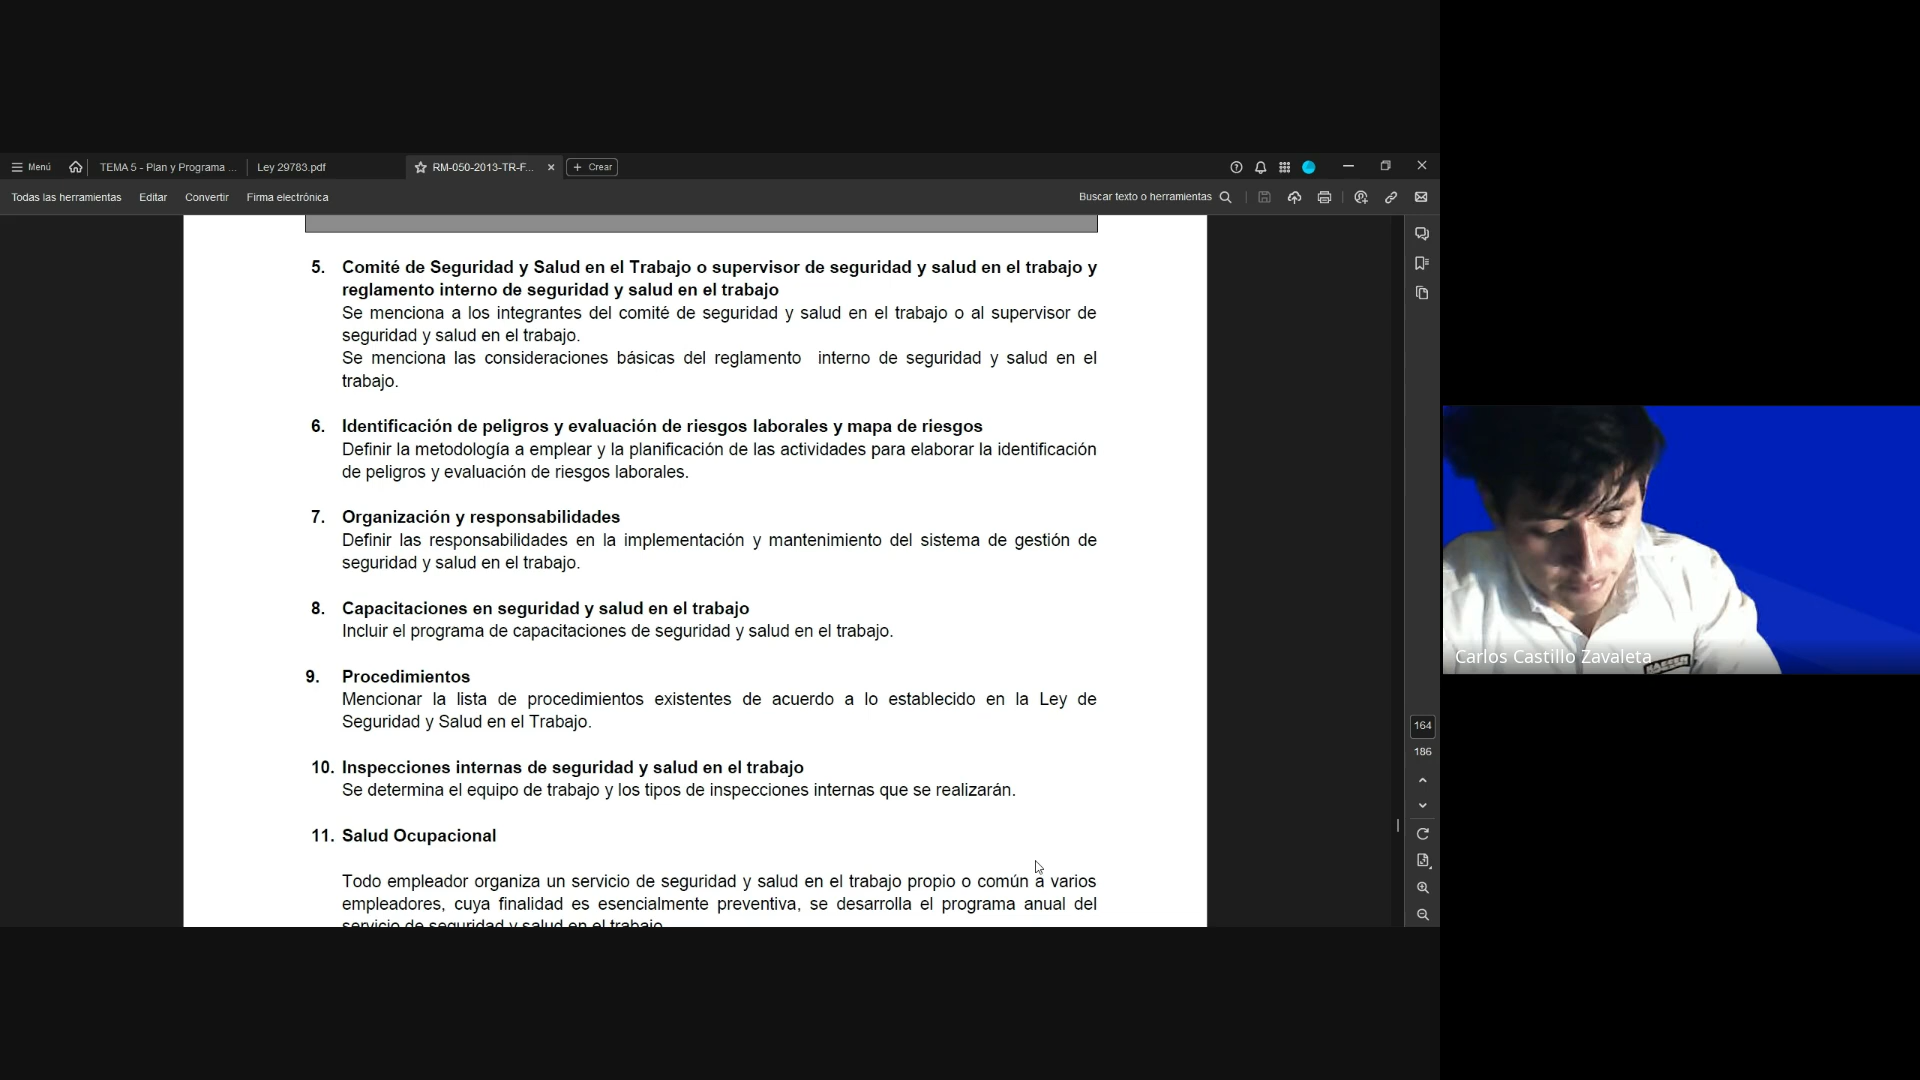 Menú
TEMA 5 - Plan y Programa ...
Ley 29783.pdf
RM-050-2013-TR-F...
Crear
Todas las herramientas
Editar
Convertir
Firma electrónica
Buscar texto o herramientas
5. Comité de Seguridad y Salud en el Trabajo o supervisor de seguridad y salud en el trabajo y
reglamento interno de seguridad y salud en el trabajo
Se menciona a los integrantes del comité de seguridad y salud en el trabajo o al supervisor de
seguridad y salud en el trabajo.
Se menciona las consideraciones básicas del reglamento interno de seguridad y salud en el
trabajo.
6. Identificación de peligros y evaluación de riesgos laborales y mapa de riesgos
Definir la metodología a emplear y la planificación de las actividades para elaborar la identificación
de peligros y evaluación de riesgos laborales.
7. Organización y responsabilidades
Definir las responsabilidades en la implementación y mantenimiento del sistema de gestión de
seguridad y salud en el trabajo.
8. Capacitaciones en seguridad y salud en el trabajo
Incluir el programa de capacitaciones de seguridad y salud en el trabajo.
9. Procedimientos
Mencionar la lista de procedimientos existentes de acuerdo a lo establecido en la Ley de
Seguridad y Salud en el Trabajo.
10. Inspecciones internas de seguridad y salud en el trabajo
Se determina el equipo de trabajo y los tipos de inspecciones internas que se realizarán.
11. Salud Ocupacional
Todo empleador organiza un servicio de seguridad y salud en el trabajo propio o común a varios
empleadores, cuya finalidad es esencialmente preventiva, se desarrolla el programa anual del
servicio de seguridad y salud en el trabajo
164
186
Carlos Castillo Zavaleta